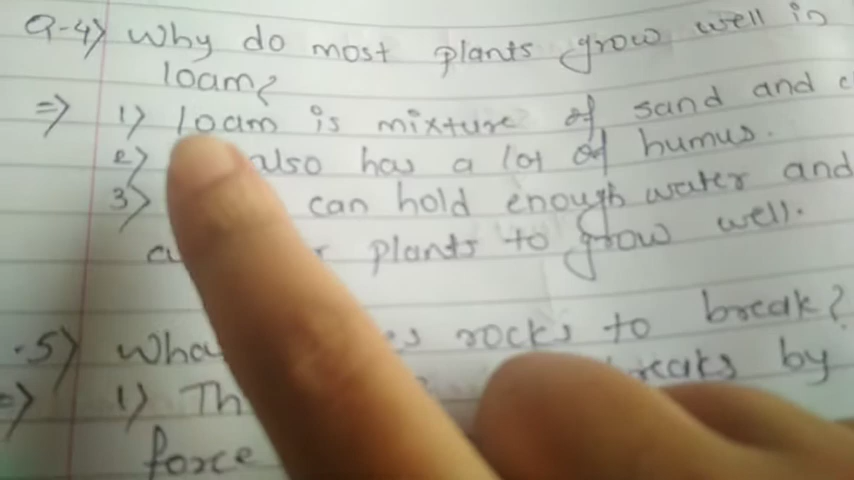 Q-4) Why do most plants grow well in
loam?
=> 1) loam is mixture of sand and
2) also has a lot of humus.
3) can hold enough water and
plants to grow well.
.5) rocks to break?
=> 1) by
force